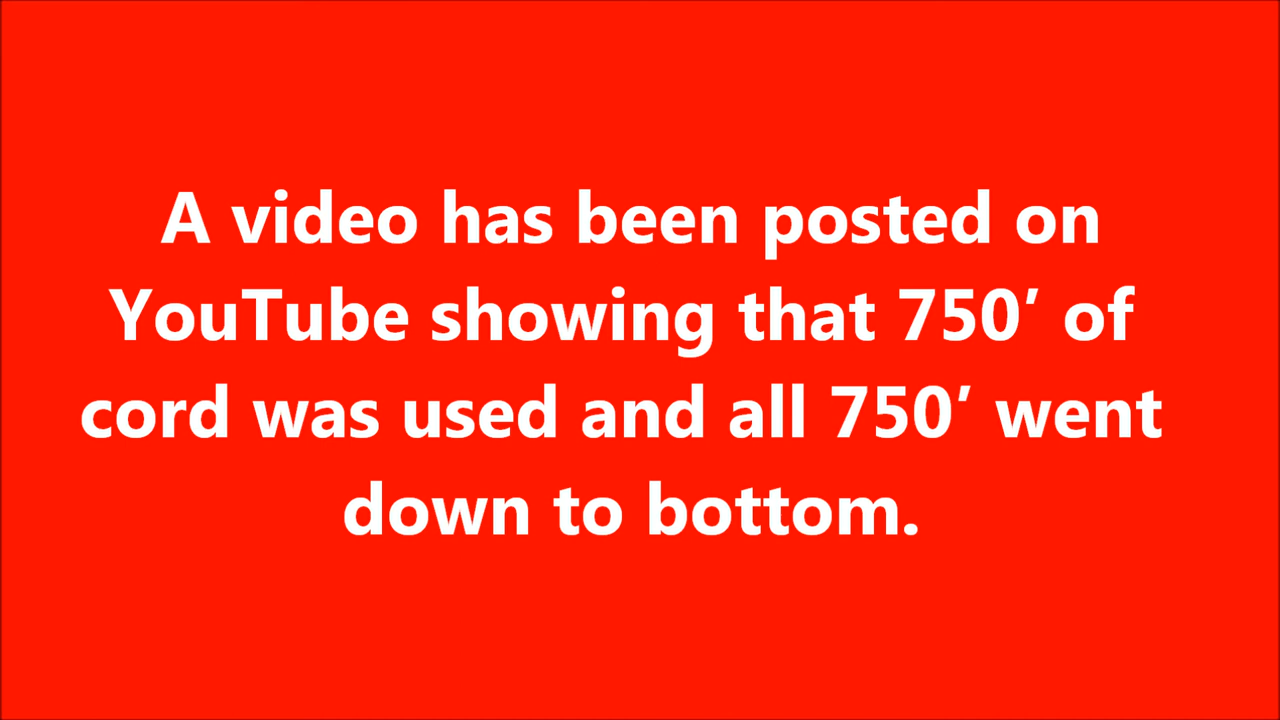 A video has been posted on
YouTube showing that 750’ of
cord was used and all 750’ went
down to bottom.